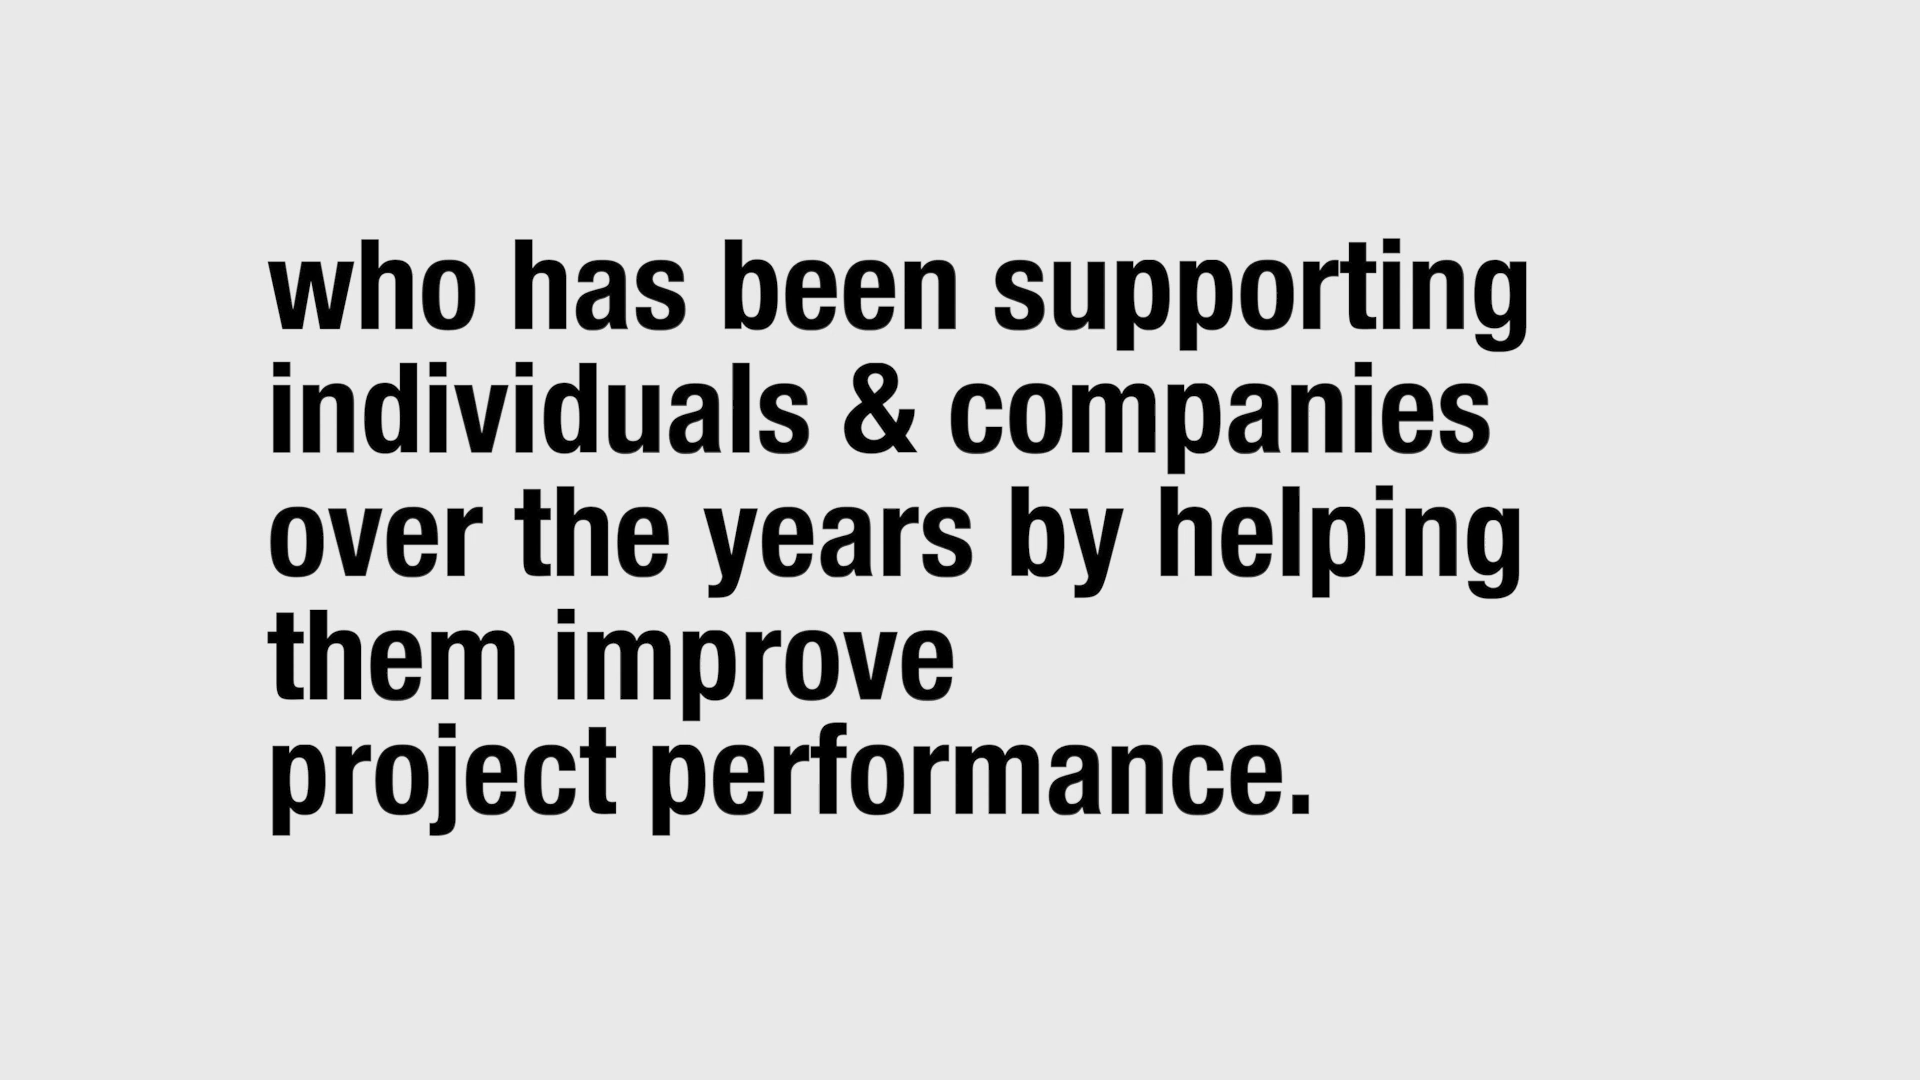 who has been supporting
individuals & companies
over the years by helping
them improve
project performance.